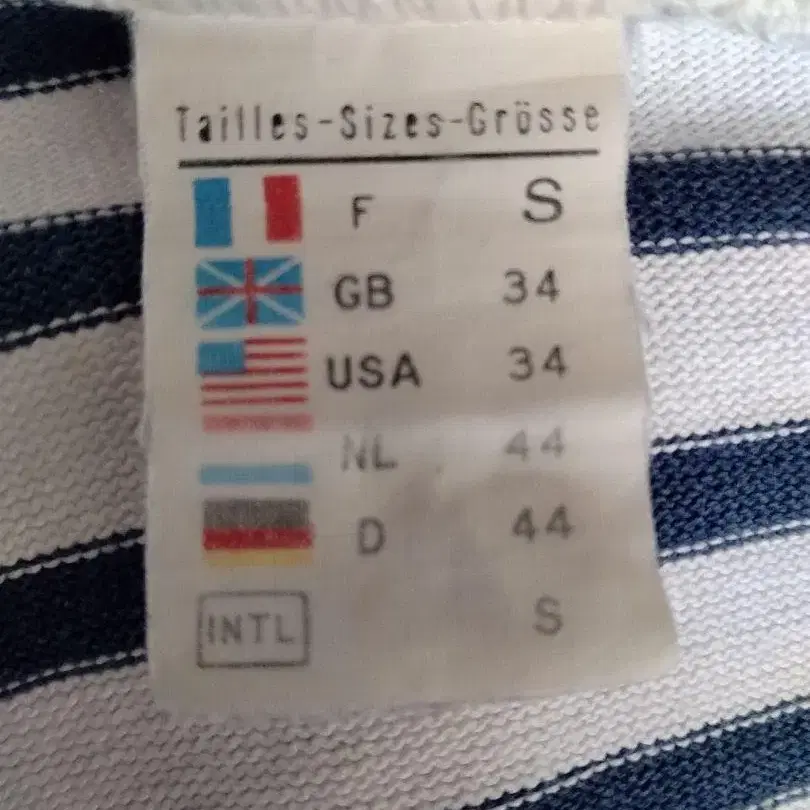 Tailles-Sizes-Grösse
F S
GB 34
USA 34
NL 44
D 44
INTL S